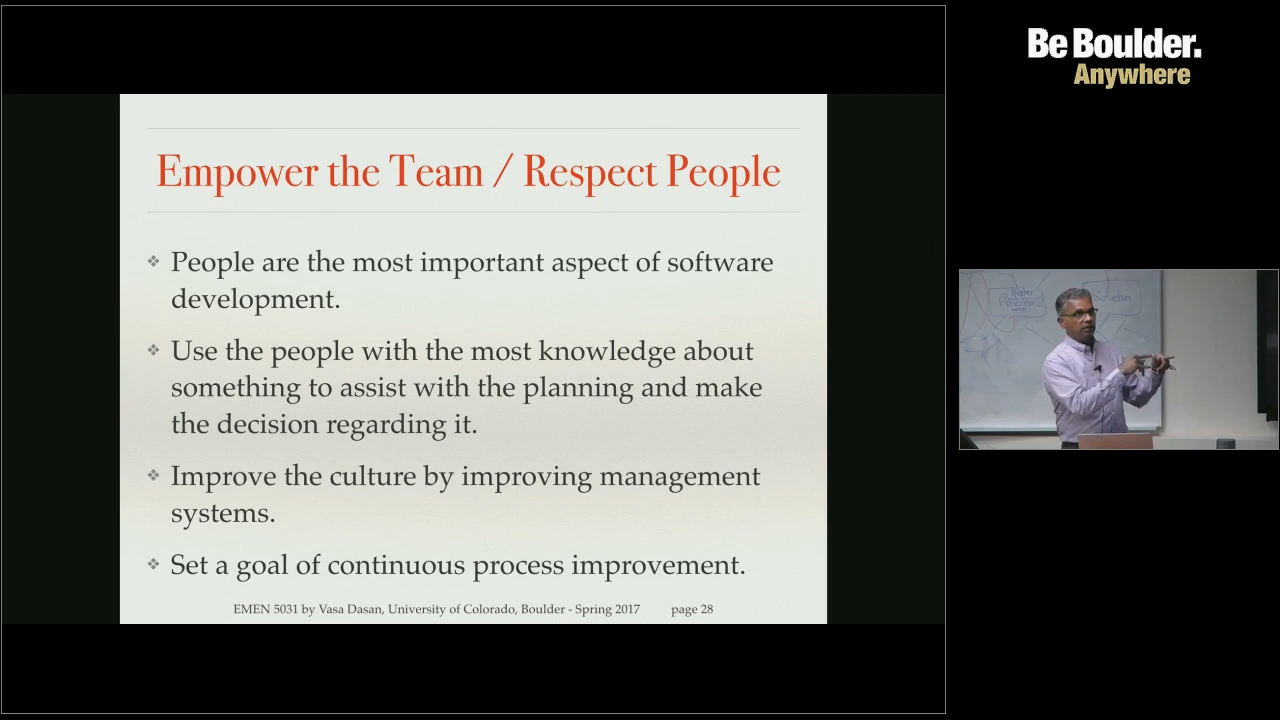 Be Boulder.
Anywhere
Empower the Team / Respect People
People are the most important aspect of software
development.
Use the people with the most knowledge about
something to assist with the planning and make
the decision regarding it.
Improve the culture by improving management
systems.
Set a goal of continuous process improvement.
EMEN 5031 by Vasa Dasan, University of Colorado, Boulder - Spring 2017 page 28
Higher
Problems
Solution